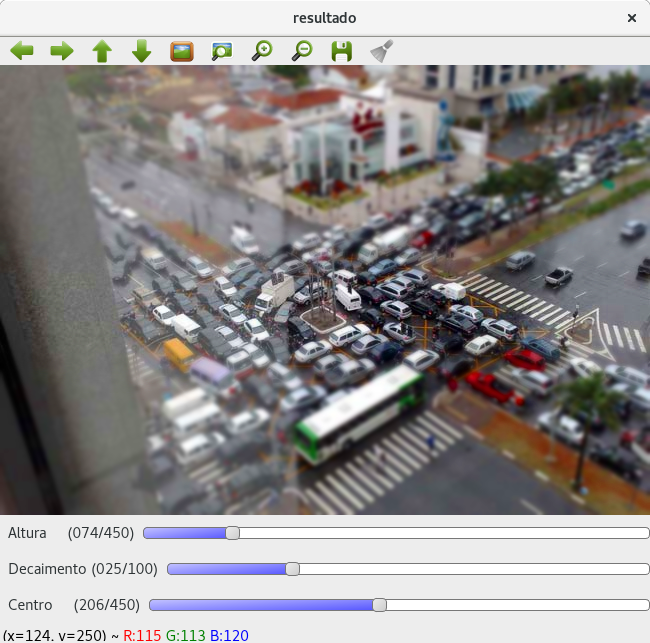 resultado
Altura (074/450)
Decaimento (025/100)
Centro (206/450)
(x=124, y=250) ~ R:115 G:113 B:120